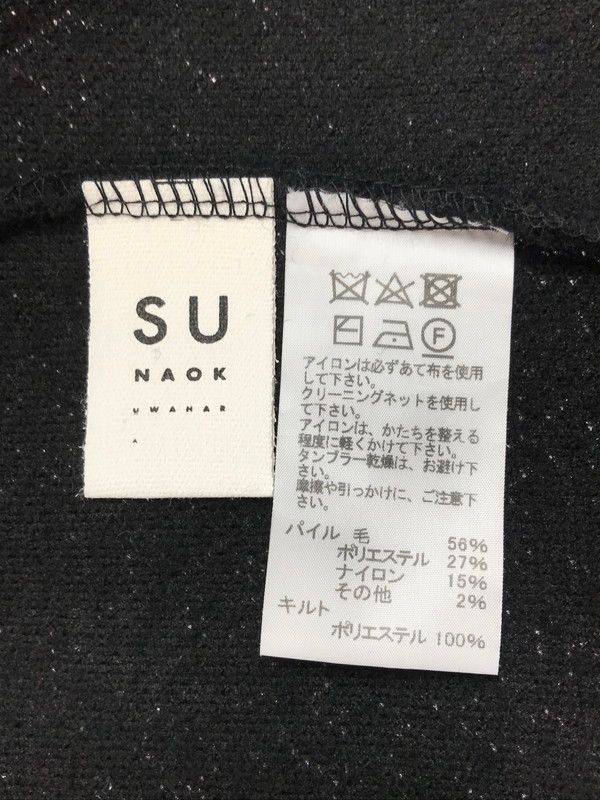 SU
NAOK
UWAHAR
A
F
アイロンは必ずあて布を使用
して下さい。
クリーニングネットを使用し
て下さい。
アイロンは、かたちを整える
程度に軽くかけて下さい。
タンブラー乾燥は、お避け下
さい。
摩擦や引っかけに、ご注意下
さい。
パイル 毛 56%
ポリエステル 27%
ナイロン 15%
その他 2%
キルト
ポリエステル 100%